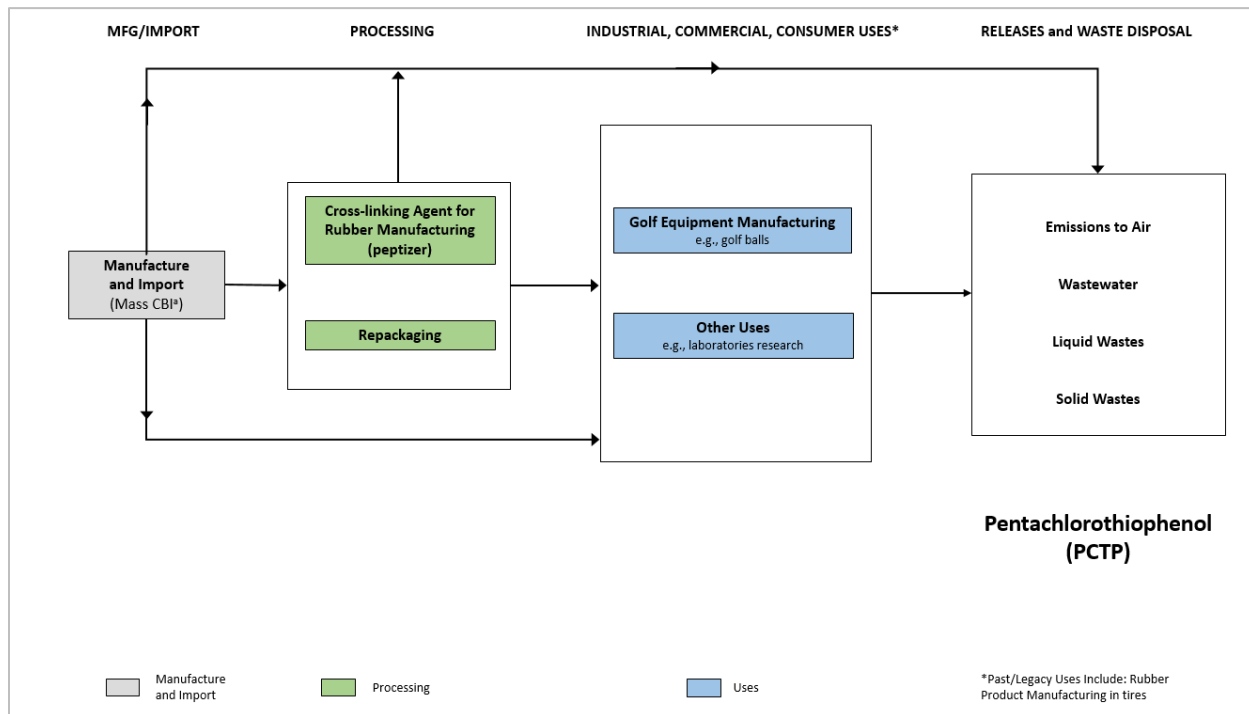 MFG/IMPORT
PROCESSING
INDUSTRIAL, COMMERCIAL, CONSUMER USES*
RELEASES and WASTE DISPOSAL
Manufacture
and Import
(Mass CBIᵃ)
Cross-linking Agent for
Rubber Manufacturing
(peptizer)
Repackaging
Golf Equipment Manufacturing
e.g., golf balls
Other Uses
e.g., laboratories research
Emissions to Air
Wastewater
Liquid Wastes
Solid Wastes
Pentachlorothiophenol
(PCTP)
Manufacture
and Import
Processing
Uses
*Past/Legacy Uses Include: Rubber
Product Manufacturing in tires